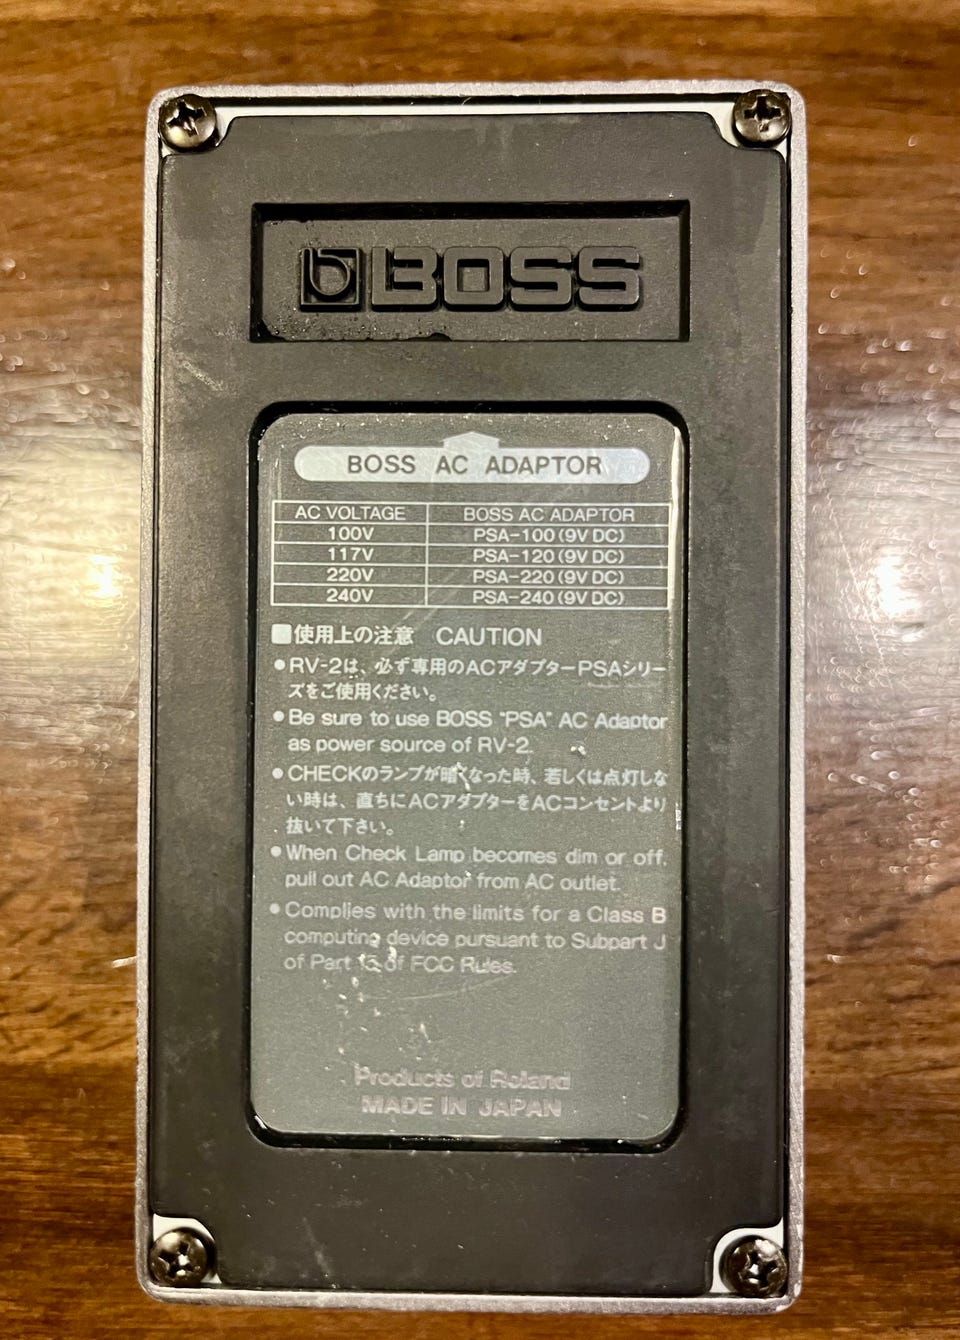 BOSS
BOSS AC ADAPTOR
AC VOLTAGE BOSS AC ADAPTOR
100V PSA-100 (9V DC)
117V PSA-120 (9V DC)
220V PSA-220 (9V DC)
240V PSA-240 (9V DC)
■使用上の注意 CAUTION
●RV-2は、必ず専用のACアダプターPSAシリー
ズをご使用ください。
●Be sure to use BOSS "PSA" AC Adaptor
as power source of RV-2.
●CHECKのランプが暗くなった時、若しくは点灯しな
い時は、直ちにACアダプターをACコンセントより
抜いて下さい。
●When Check Lamp becomes dim or off,
pull out AC Adaptor from AC outlet.
●Complies with the limits for a Class B
computing device pursuant to Subpart J
of Part 15 of FCC Rules.
Products of Roland
MADE IN JAPAN